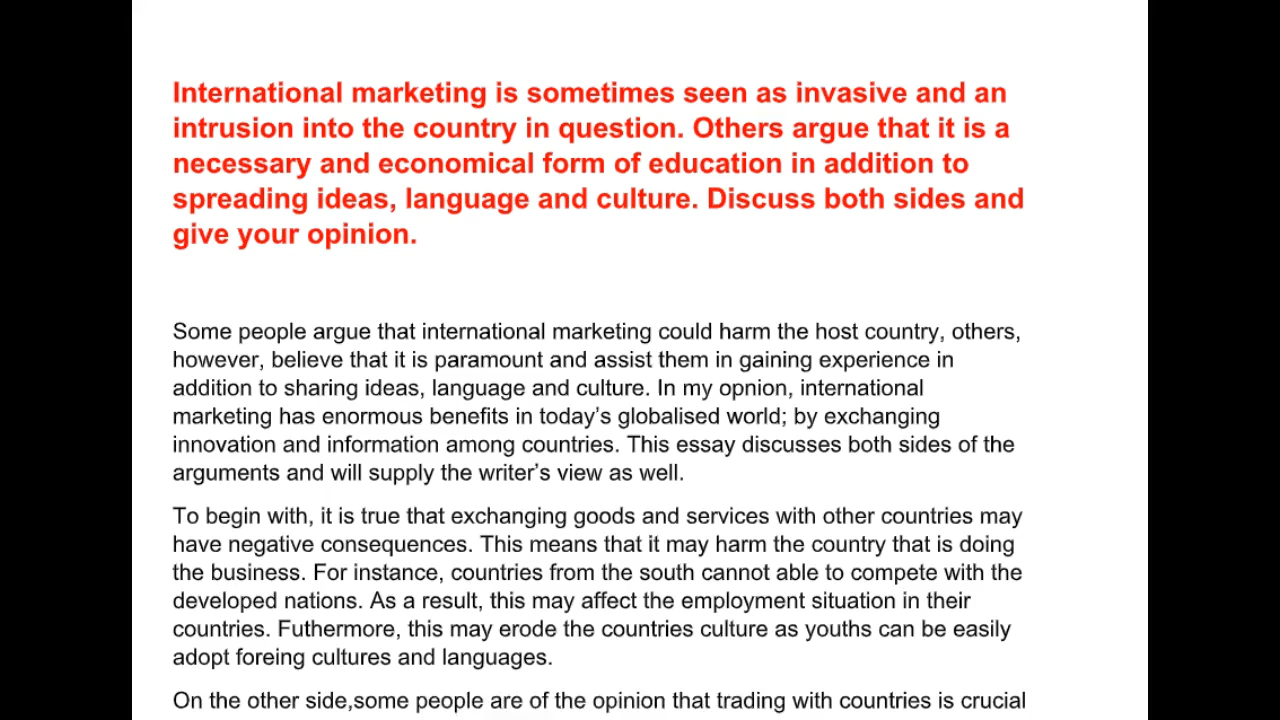 International marketing is sometimes seen as invasive and an
intrusion into the country in question. Others argue that it is a
necessary and economical form of education in addition to
spreading ideas, language and culture. Discuss both sides and
give your opinion.
Some people argue that international marketing could harm the host country, others,
however, believe that it is paramount and assist them in gaining experience in
addition to sharing ideas, language and culture. In my opnion, international
marketing has enormous benefits in today's globalised world; by exchanging
innovation and information among countries. This essay discusses both sides of the
arguments and will supply the writer's view as well.
To begin with, it is true that exchanging goods and services with other countries may
have negative consequences. This means that it may harm the country that is doing
the business. For instance, countries from the south cannot able to compete with the
developed nations. As a result, this may affect the employment situation in their
countries. Futhermore, this may erode the countries culture as youths can be easily
adopt foreing cultures and languages.
On the other side,some people are of the opinion that trading with countries is crucial